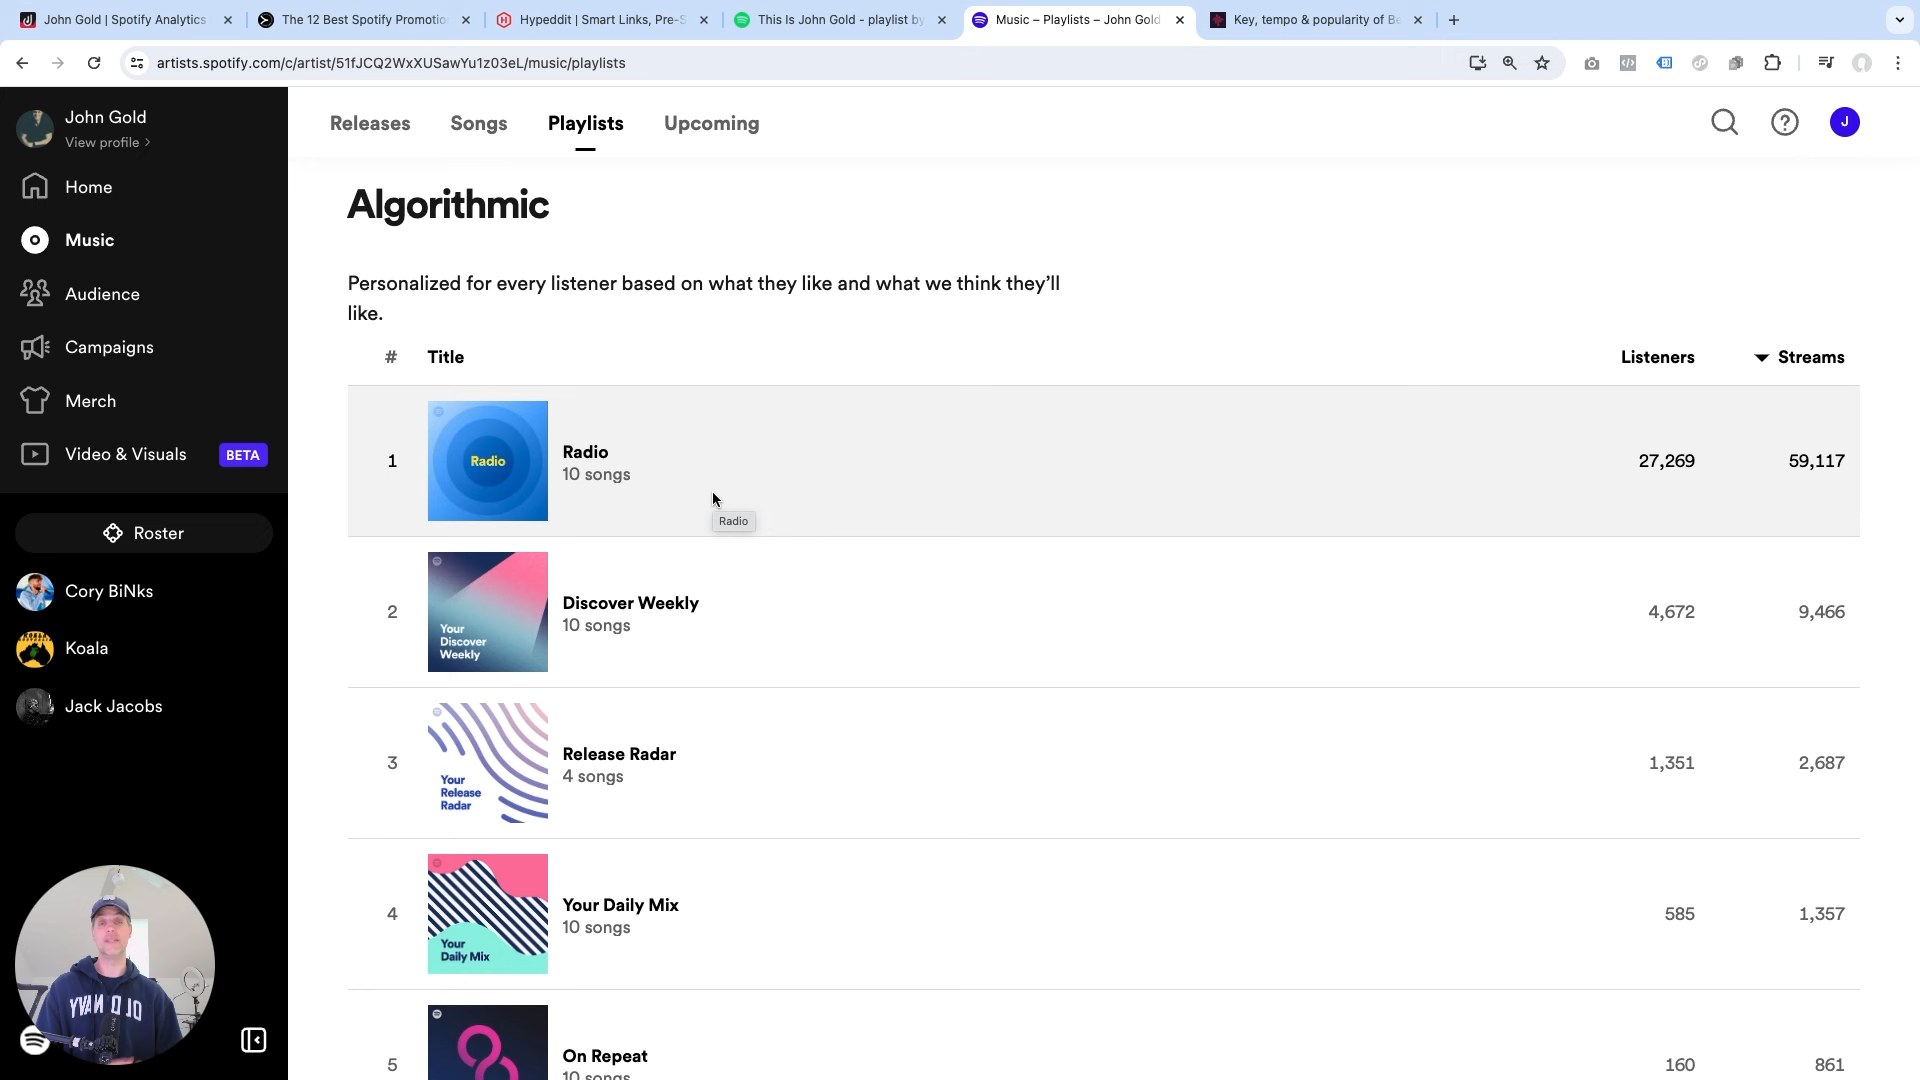 John Gold | Spotify Analytics
The 12 Best Spotify Promotio
Hypeddit | Smart Links, Pre-S
This Is John Gold - playlist by
Music – Playlists – John Gold
Key, tempo & popularity of Be
artists.spotify.com/c/artist/51fJCQ2WxXUSawYu1z03eL/music/playlists
John Gold
View profile
Home
Music
Audience
Campaigns
Merch
Video & Visuals BETA
Roster
Cory BiNks
Koala
Jack Jacobs
OLD NAVY
Releases Songs Playlists Upcoming
J
Algorithmic
Personalized for every listener based on what they like and what we think they’ll
like.
# Title Listeners Streams
1 Radio 27,269 59,117
Radio
10 songs
Radio
2 Discover Weekly 4,672 9,466
10 songs
Your
Discover
Weekly
3 Release Radar 1,351 2,687
4 songs
Your
Release
Radar
4 Your Daily Mix 585 1,357
10 songs
Your
Daily Mix
5 On Repeat 160 861
10 songs